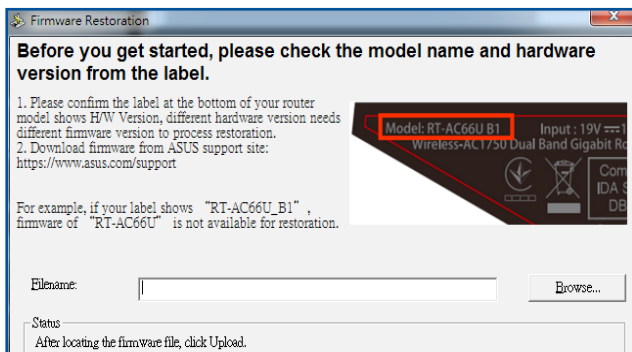 Firmware Restoration
Before you get started, please check the model name and hardware
version from the label.
1. Please confirm the label at the bottom of your router
model shows H/W Version, different hardware version needs
different firmware version to process restoration.
2. Download firmware from ASUS support site:
https://www.asus.com/support
For example, if your label shows “RT-AC66U_B1” ,
firmware of “RT-AC66U” is not available for restoration.
Model: RT-AC66U B1 Input : 19V
Wireless-AC1750 Dual Band Gigabit Ro
Com
IDA S
DB
Filename:
Browse...
Status
After locating the firmware file, click Upload.